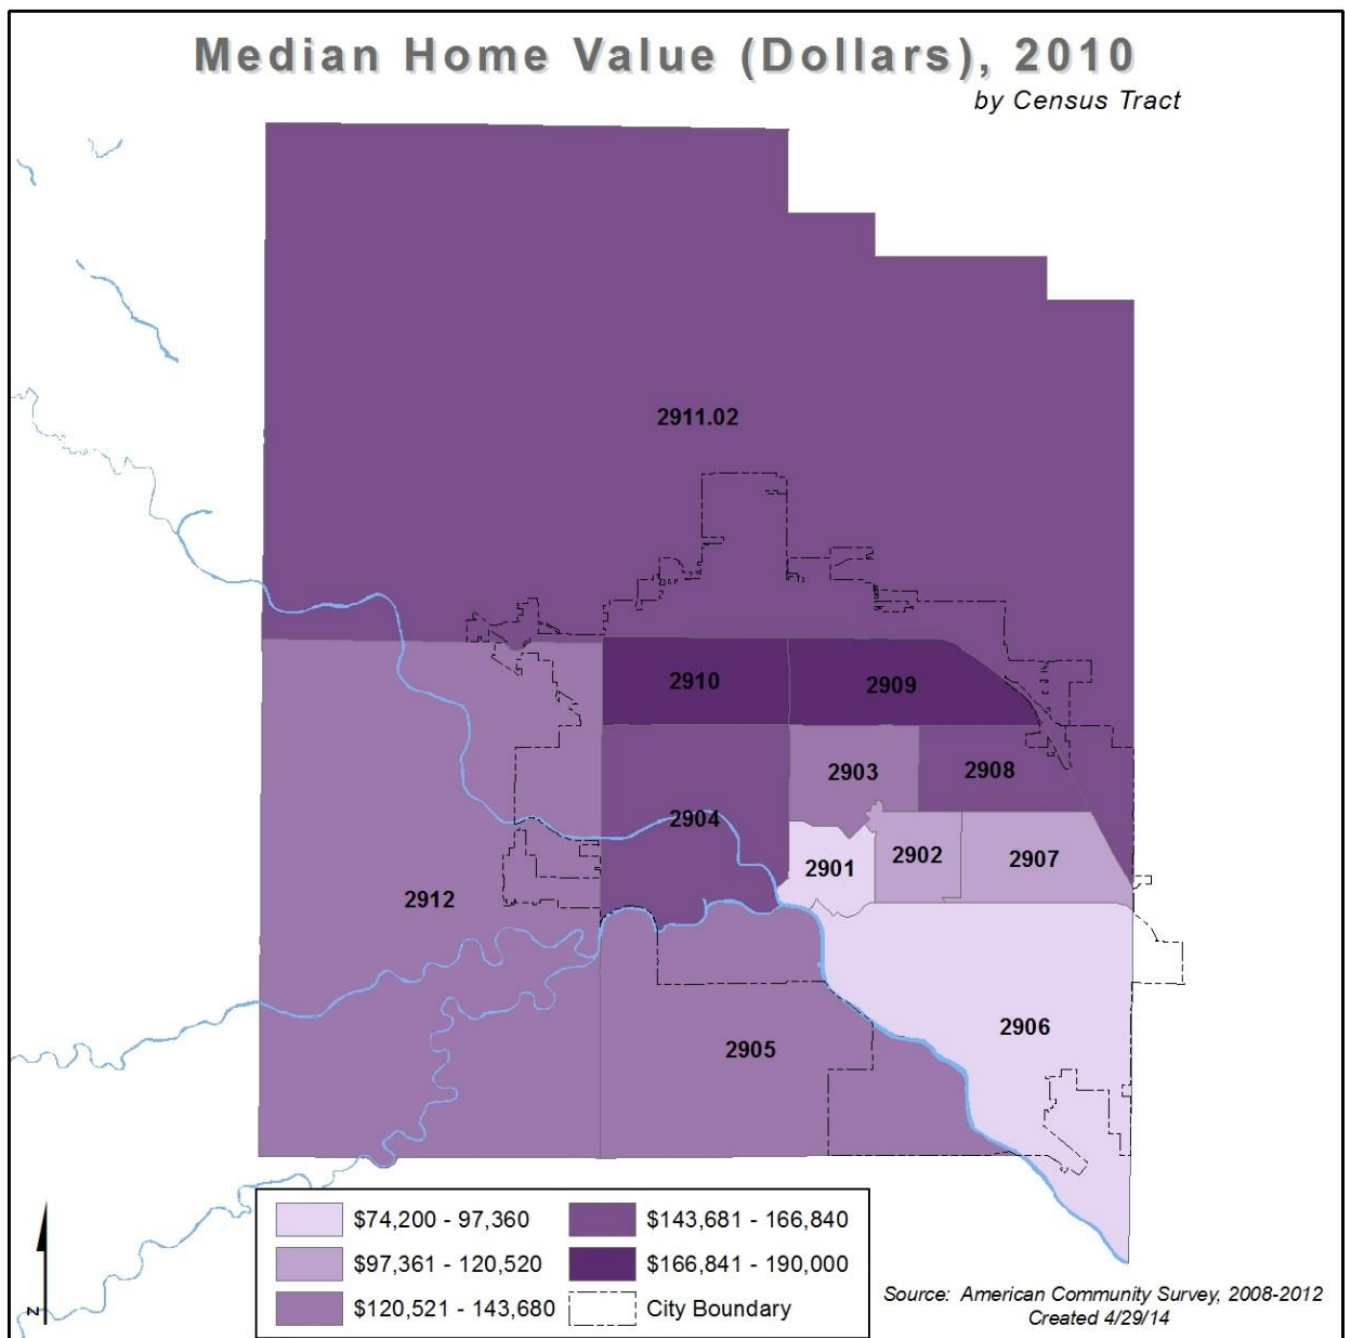 Median Home Value (Dollars), 2010
by Census Tract
2911.02
2910
2909
2903
2908
2904
2901
2902
2907
2912
2906
2905
$74,200 - 97,360
$143,681 - 166,840
$97,361 - 120,520
$166,841 - 190,000
$120,521 - 143,680
City Boundary
N
Source: American Community Survey, 2008-2012
Created 4/29/14